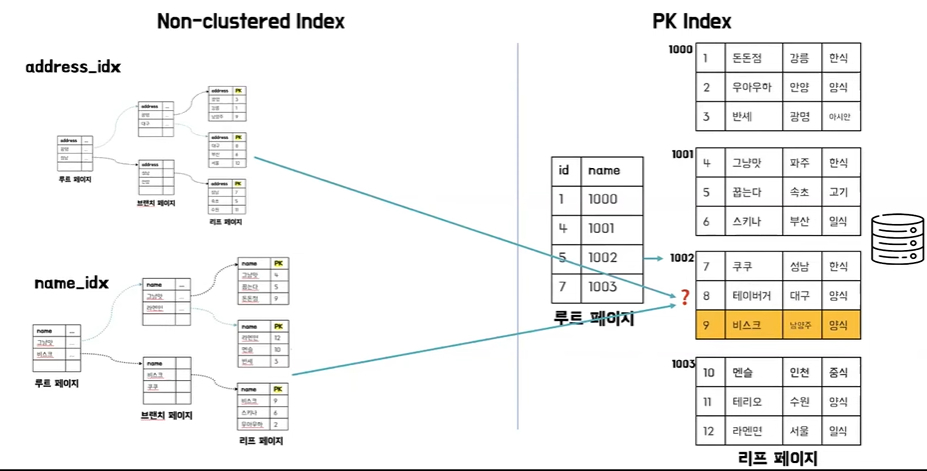 Non-clustered Index
PK Index
address_idx
address ...
광명 ...
성남 ...
루트 페이지
address ...
광명 ...
대구 ...
address ...
성남 ...
안양 ...
브랜치 페이지
address PK
광명 3
강릉 1
남양주 9
address PK
대구 8
부산 6
서울 12
address PK
성남 7
속초 5
수원 11
리프 페이지
name_idx
name ...
그냥맛 ...
비스크 ...
루트 페이지
name ...
그냥맛 ...
라멘면 ...
name ...
비스크 ...
쿠쿠 ...
브랜치 페이지
name PK
그냥맛 4
꿉는다 5
돈돈점 9
name PK
라멘면 12
멘슬 10
반세 3
name PK
비스크 9
스키나 6
우아우하 2
리프 페이지
id name
1 1000
4 1001
5 1002
7 1003
루트 페이지
?
1000
1 돈돈점 강릉 한식
2 우아우하 안양 양식
3 반세 광명 아시안
1001
4 그냥맛 파주 한식
5 꿉는다 속초 고기
6 스키나 부산 일식
1002
7 쿠쿠 성남 한식
8 테이버거 대구 양식
9 비스크 남양주 양식
1003
10 멘슬 인천 중식
11 테리오 수원 양식
12 라멘면 서울 일식
리프 페이지